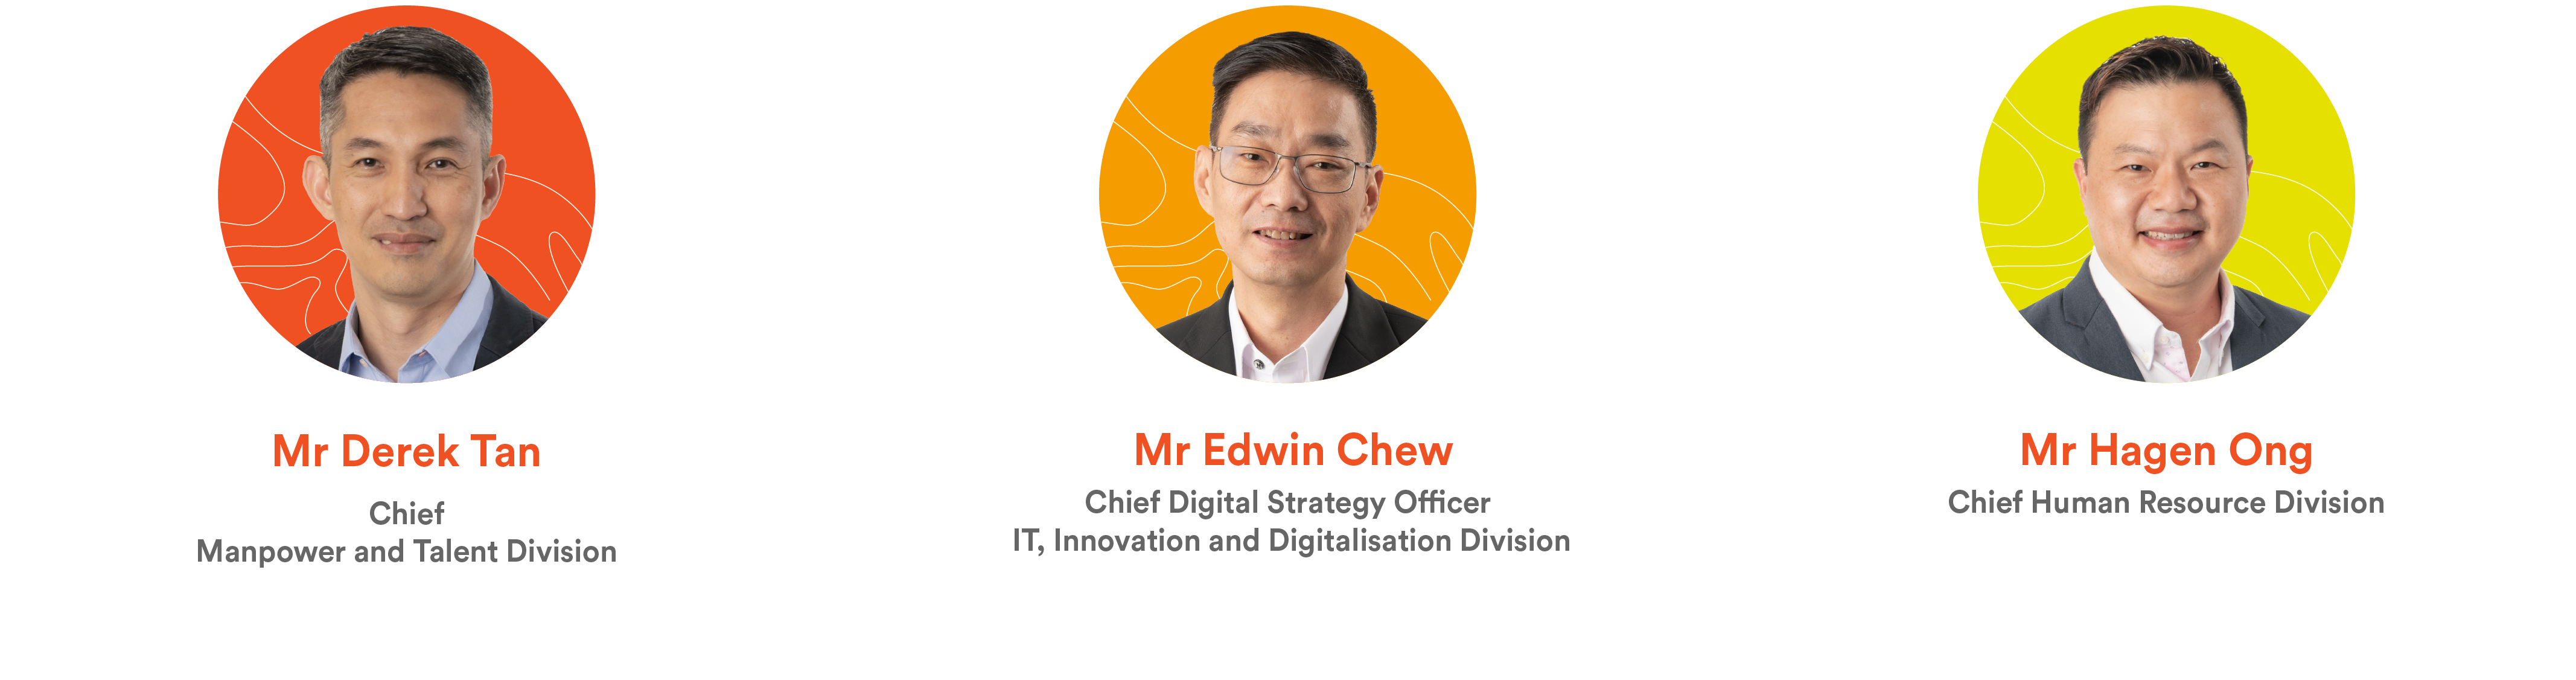 Mr Derek Tan
Chief
Manpower and Talent Division
Mr Edwin Chew
Chief Digital Strategy Officer
IT, Innovation and Digitalisation Division
Mr Hagen Ong
Chief Human Resource Division